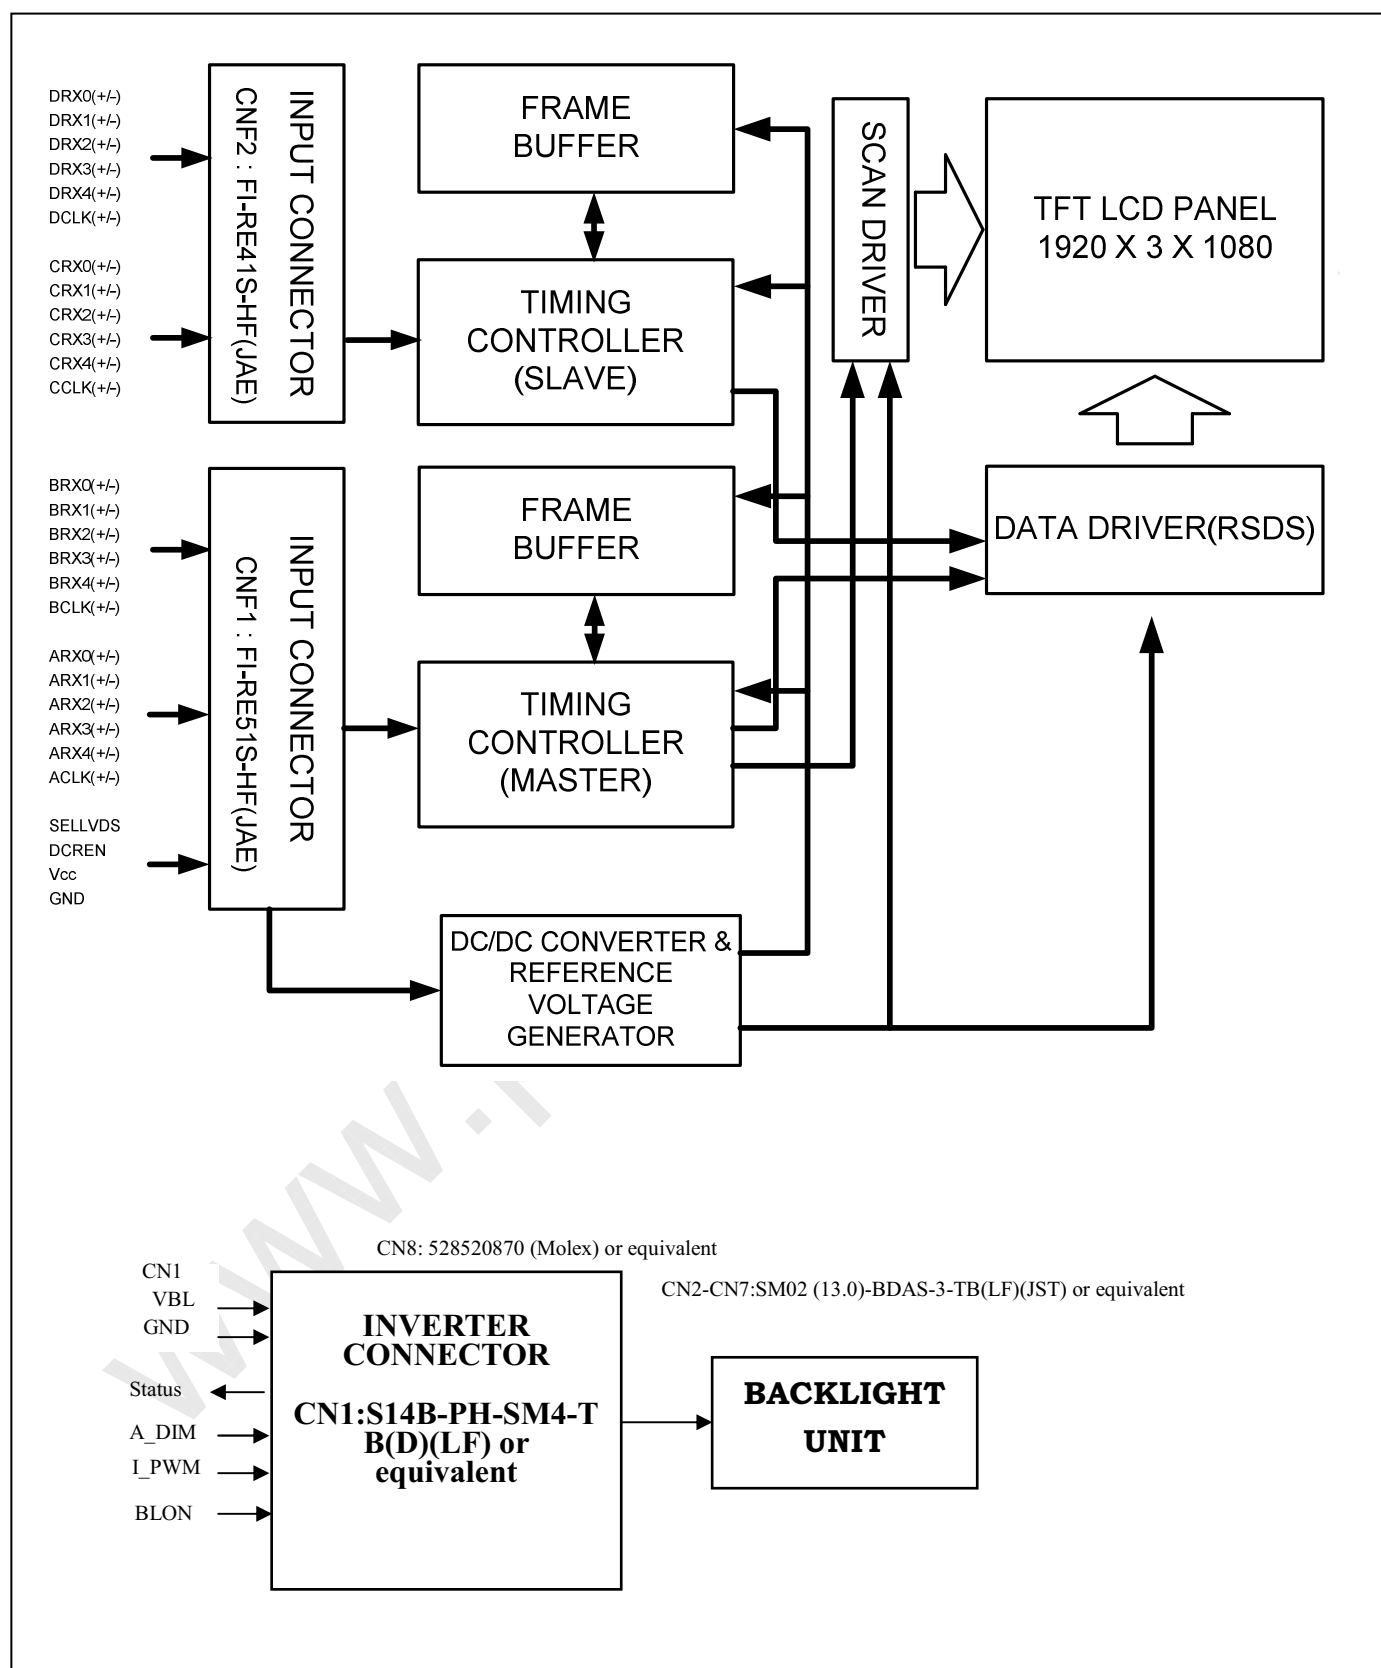 DRX0(+/-)
DRX1(+/-)
DRX2(+/-)
DRX3(+/-)
DRX4(+/-)
DCLK(+/-)
CRX0(+/-)
CRX1(+/-)
CRX2(+/-)
CRX3(+/-)
CRX4(+/-)
CCLK(+/-)
INPUT CONNECTOR
CNF2 : FI-RE41S-HF(JAE)
FRAME
BUFFER
TIMING
CONTROLLER
(SLAVE)
SCAN DRIVER
TFT LCD PANEL
1920 X 3 X 1080
BRX0(+/-)
BRX1(+/-)
BRX2(+/-)
BRX3(+/-)
BRX4(+/-)
BCLK(+/-)
ARX0(+/-)
ARX1(+/-)
ARX2(+/-)
ARX3(+/-)
ARX4(+/-)
ACLK(+/-)
SELLVDS
DCREN
Vcc
GND
INPUT CONNECTOR
CNF1 : FI-RE51S-HF(JAE)
FRAME
BUFFER
TIMING
CONTROLLER
(MASTER)
DATA DRIVER(RSDS)
DC/DC CONVERTER &
REFERENCE
VOLTAGE
GENERATOR
www.
CN8: 528520870 (Molex) or equivalent
CN2-CN7:SM02 (13.0)-BDAS-3-TB(LF)(JST) or equivalent
CN1
VBL
GND
Status
A_DIM
I_PWM
BLON
INVERTER
CONNECTOR
CN1:S14B-PH-SM4-T
B(D)(LF) or
equivalent
BACKLIGHT
UNIT